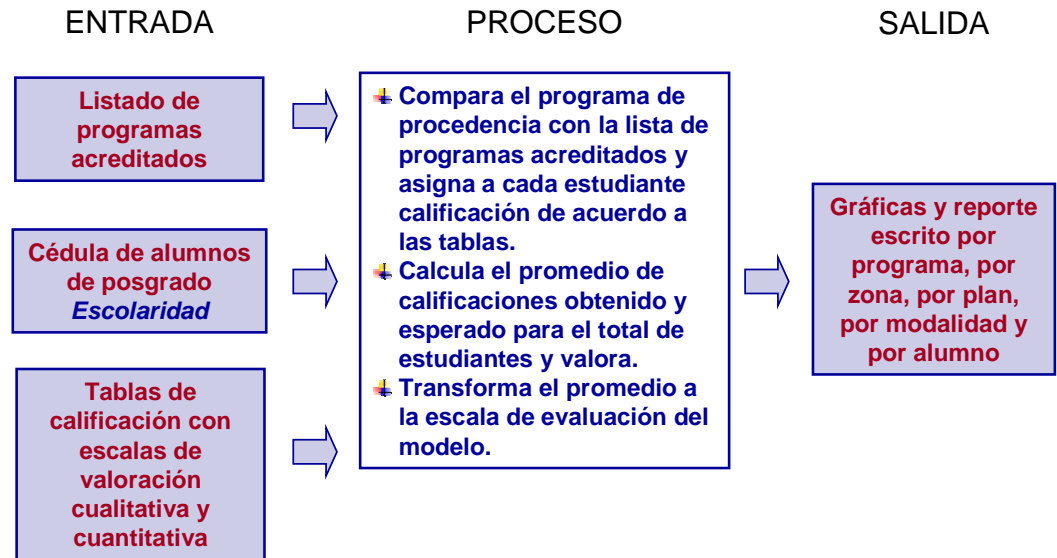 ENTRADA
PROCESO
SALIDA
Listado de
programas
acreditados
Cédula de alumnos
de posgrado
Escolaridad
Tablas de
calificación con
escalas de
valoración
cualitativa y
cuantitativa
Compara el programa de
procedencia con la lista de
programas acreditados y
asigna a cada estudiante
calificación de acuerdo a
las tablas.
Calcula el promedio de
calificaciones obtenido y
esperado para el total de
estudiantes y valora.
Transforma el promedio a
la escala de evaluación del
modelo.
Gráficas y reporte
escrito por
programa, por
zona, por plan,
por modalidad y
por alumno